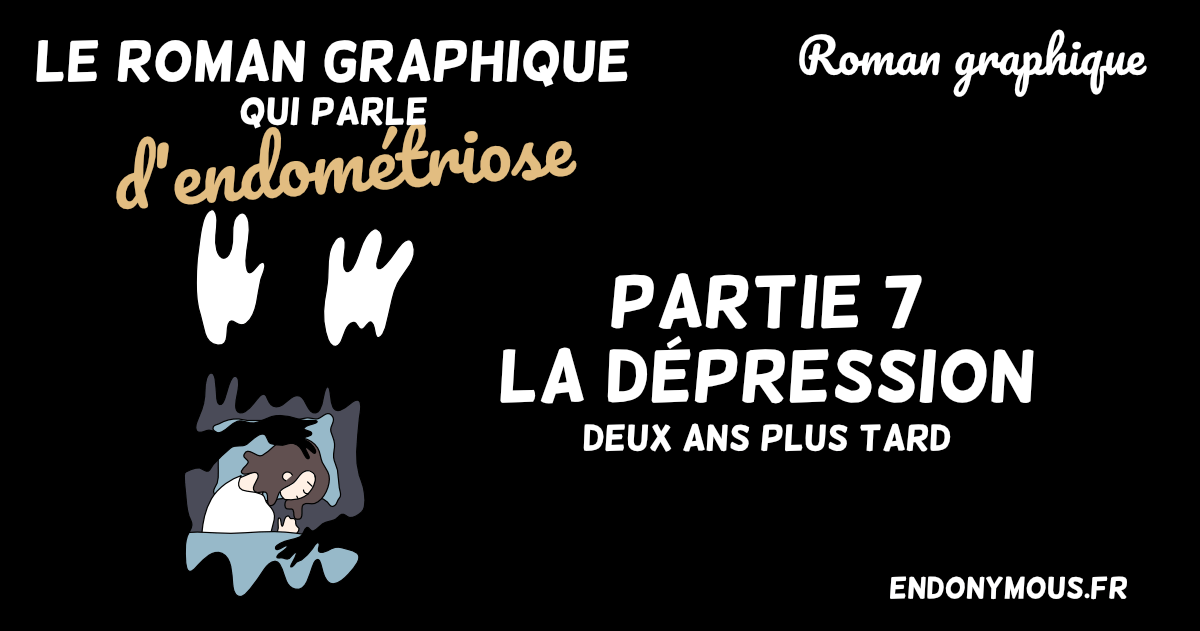 LE ROMAN GRAPHIQUE
QUI PARLE
d'endométriose
Roman graphique
PARTIE 7
LA DÉPRESSION
DEUX ANS PLUS TARD
ENDONYMOUS.FR